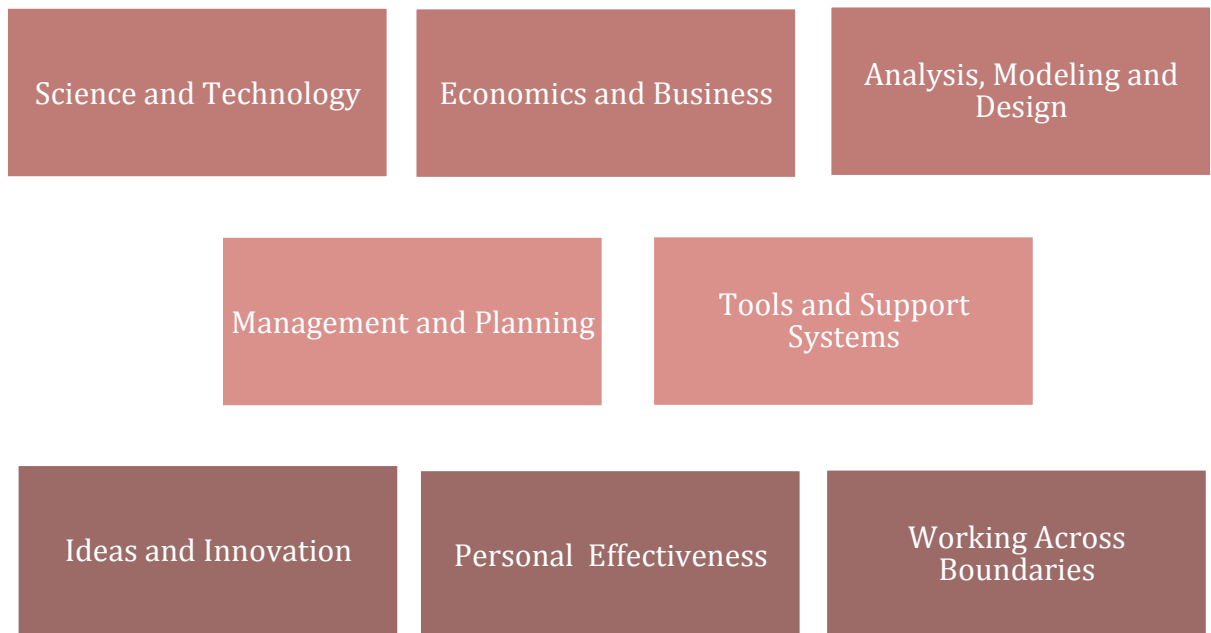 Science and Technology
Economics and Business
Analysis, Modeling and
Design
Management and Planning
Tools and Support
Systems
Ideas and Innovation
Personal  Effectiveness
Working Across
Boundaries